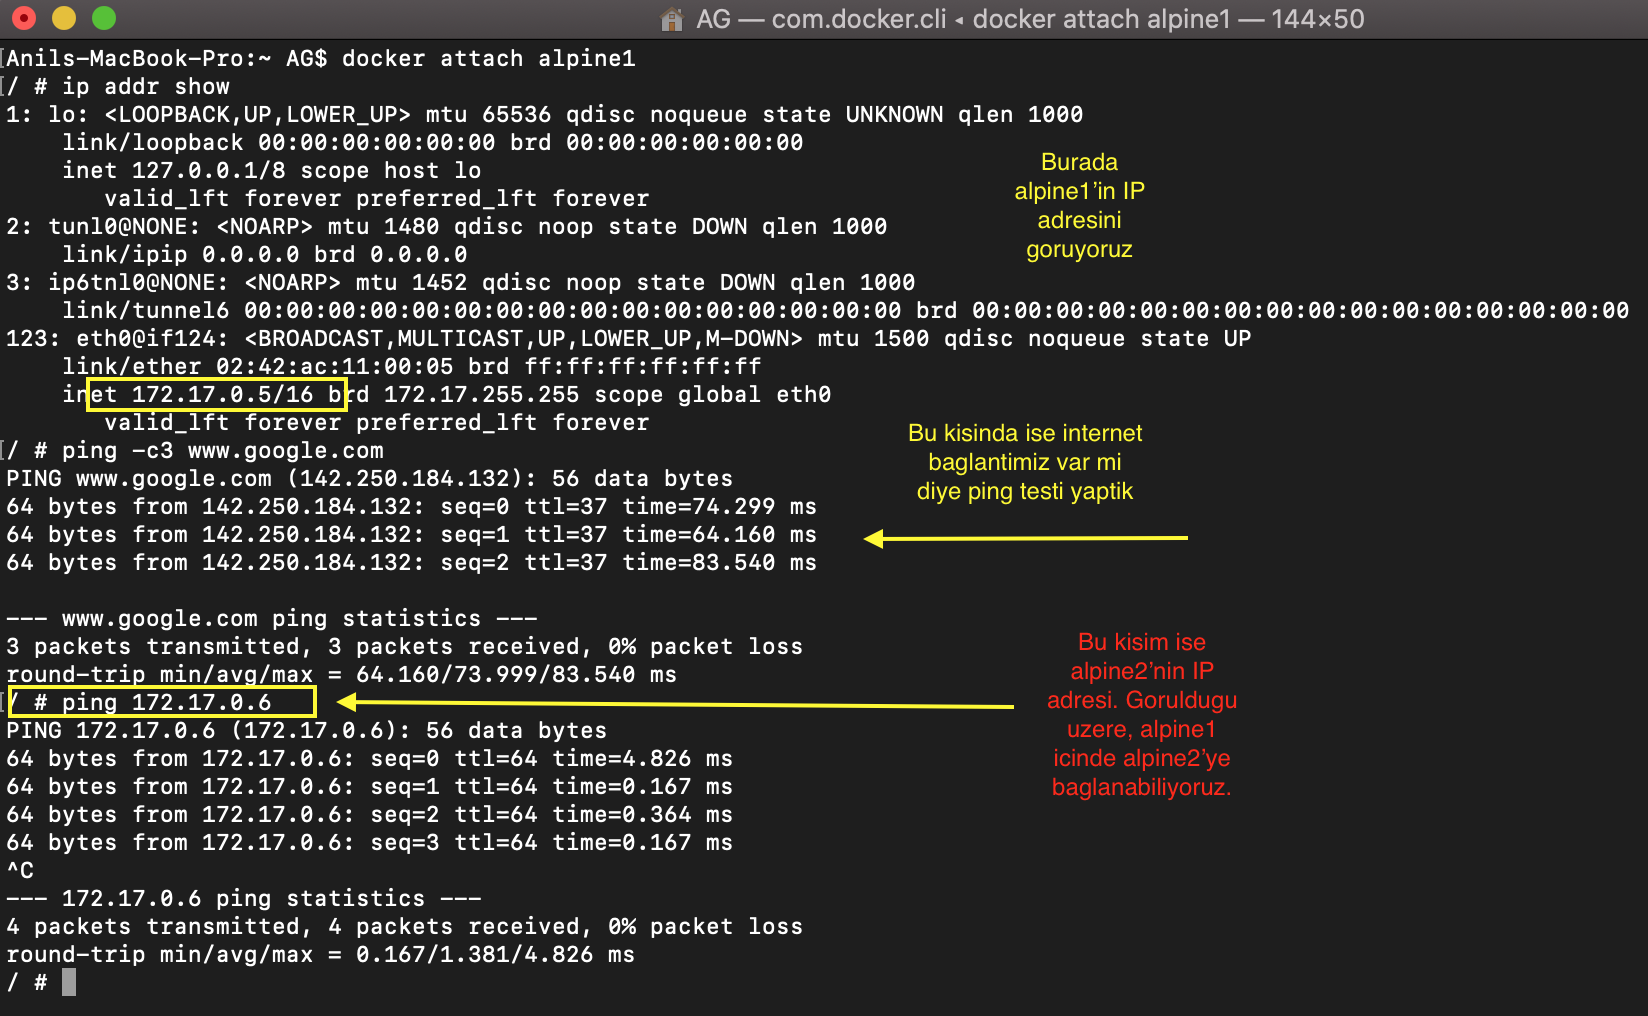 AG — com.docker.cli ◂ docker attach alpine1 — 144×50
Anils-MacBook-Pro:~ AG$ docker attach alpine1
/ # ip addr show
1: lo: <LOOPBACK,UP,LOWER_UP> mtu 65536 qdisc noqueue state UNKNOWN qlen 1000
    link/loopback 00:00:00:00:00:00 brd 00:00:00:00:00:00
    inet 127.0.0.1/8 scope host lo
       valid_lft forever preferred_lft forever
2: tunl0@NONE: <NOARP> mtu 1480 qdisc noop state DOWN qlen 1000
    link/ipip 0.0.0.0 brd 0.0.0.0
3: ip6tnl0@NONE: <NOARP> mtu 1452 qdisc noop state DOWN qlen 1000
    link/tunnel6 00:00:00:00:00:00:00:00:00:00:00:00:00:00:00:00 brd 00:00:00:00:00:00:00:00:00:00:00:00:00:00:00:00
123: eth0@if124: <BROADCAST,MULTICAST,UP,LOWER_UP,M-DOWN> mtu 1500 qdisc noqueue state UP
    link/ether 02:42:ac:11:00:05 brd ff:ff:ff:ff:ff:ff
    inet 172.17.0.5/16 brd 172.17.255.255 scope global eth0
       valid_lft forever preferred_lft forever
Burada
alpine1’in IP
adresini
goruyoruz
/ # ping -c3 www.google.com
PING www.google.com (142.250.184.132): 56 data bytes
64 bytes from 142.250.184.132: seq=0 ttl=37 time=74.299 ms
64 bytes from 142.250.184.132: seq=1 ttl=37 time=64.160 ms
64 bytes from 142.250.184.132: seq=2 ttl=37 time=83.540 ms
Bu kisinda ise internet
baglantimiz var mi
diye ping testi yaptik
--- www.google.com ping statistics ---
3 packets transmitted, 3 packets received, 0% packet loss
round-trip min/avg/max = 64.160/73.999/83.540 ms
/ # ping 172.17.0.6
PING 172.17.0.6 (172.17.0.6): 56 data bytes
64 bytes from 172.17.0.6: seq=0 ttl=64 time=4.826 ms
64 bytes from 172.17.0.6: seq=1 ttl=64 time=0.167 ms
64 bytes from 172.17.0.6: seq=2 ttl=64 time=0.364 ms
64 bytes from 172.17.0.6: seq=3 ttl=64 time=0.167 ms
^C
--- 172.17.0.6 ping statistics ---
4 packets transmitted, 4 packets received, 0% packet loss
round-trip min/avg/max = 0.167/1.381/4.826 ms
/ #
Bu kisim ise
alpine2’nin IP
adresi. Goruldugu
uzere, alpine1
icinde alpine2’ye
baglanabiliyoruz.